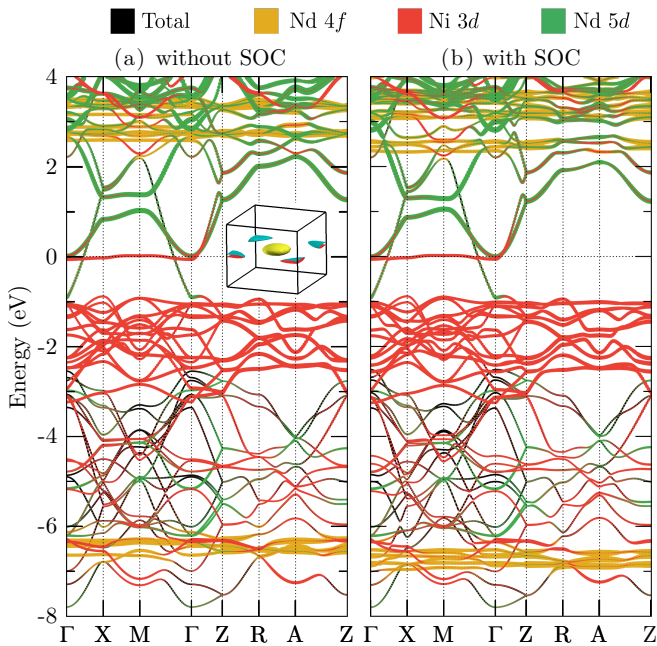 Total Nd 4f Ni 3d Nd 5d
(a) without SOC (b) with SOC
4
2
0
-2
-4
-6
-8
Energy (eV)
Γ X M Γ Z R A Z Γ X M Γ Z R A Z